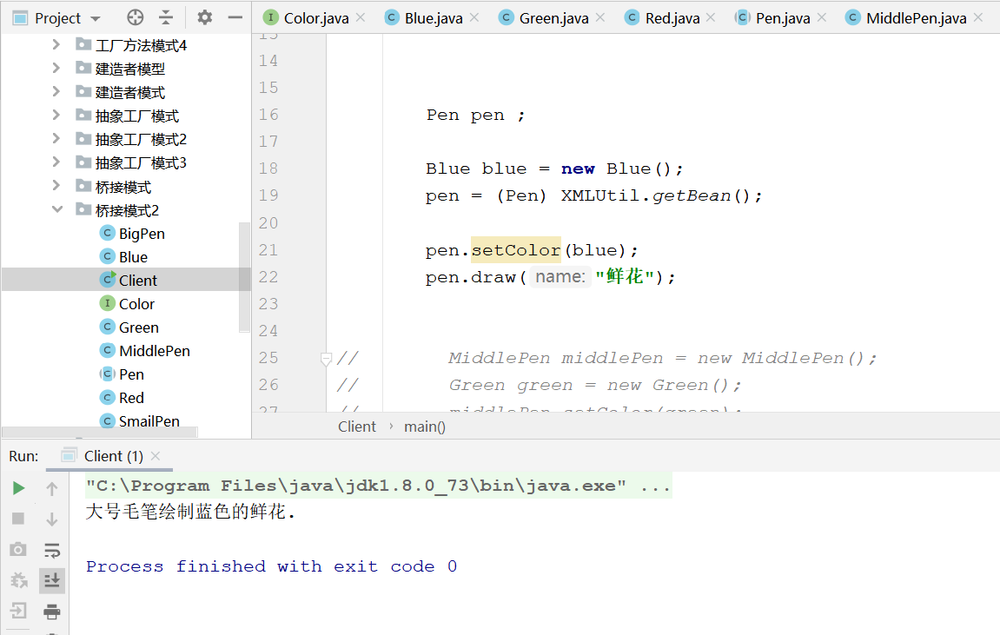 Project
Color.java
Blue.java
Green.java
Red.java
Pen.java
MiddlePen.java
工厂方法模式4
建造者模型
建造者模式
抽象工厂模式
抽象工厂模式2
抽象工厂模式3
桥接模式
桥接模式2
BigPen
Blue
Client
Color
Green
MiddlePen
Pen
Red
SmailPen
13
14
15
16 Pen pen ;
17
18 Blue blue = new Blue();
19 pen = (Pen) XMLUtil.getBean();
20
21 pen.setColor(blue);
22 pen.draw( name: "鲜花");
23
24
25 // MiddlePen middlePen = new MiddlePen();
26 // Green green = new Green();
27 // middlePen.setColor(green);
Client › main()
Run: Client (1)
"C:\Program Files\java\jdk1.8.0_73\bin\java.exe" ...
大号毛笔绘制蓝色的鲜花.
Process finished with exit code 0